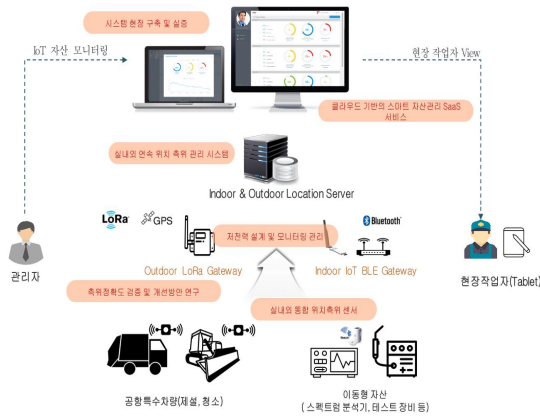 시스템 현장 구축 및 실증
IoT 자산 모니터링
현장 작업자 View
클라우드 기반의 스마트 자산관리 SaaS
서비스
실내외 연속 위치 측위 관리 시스템
Indoor & Outdoor Location Server
LoRa
GPS
Bluetooth
저전력 설계 및 모니터링 관리
Outdoor LoRa Gateway
Indoor IoT BLE Gateway
관리자
현장작업자(Tablet)
측위정확도 검증 및 개선방안 연구
실내외 통합 위치측위 센서
공항특수차량(제설, 청소)
이동형 자산
( 스펙트럼 분석기, 테스트 장비 등)